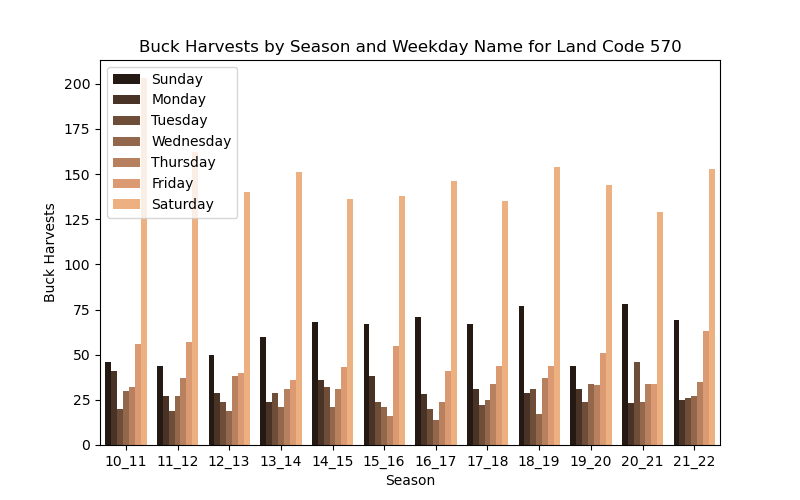 Buck Harvests by Season and Weekday Name for Land Code 570
Sunday
Monday
Tuesday
Wednesday
Thursday
Friday
Saturday
200
175
150
125
100
75
50
25
0
Buck Harvests
10_11 11_12 12_13 13_14 14_15 15_16 16_17 17_18 18_19 19_20 20_21 21_22
Season